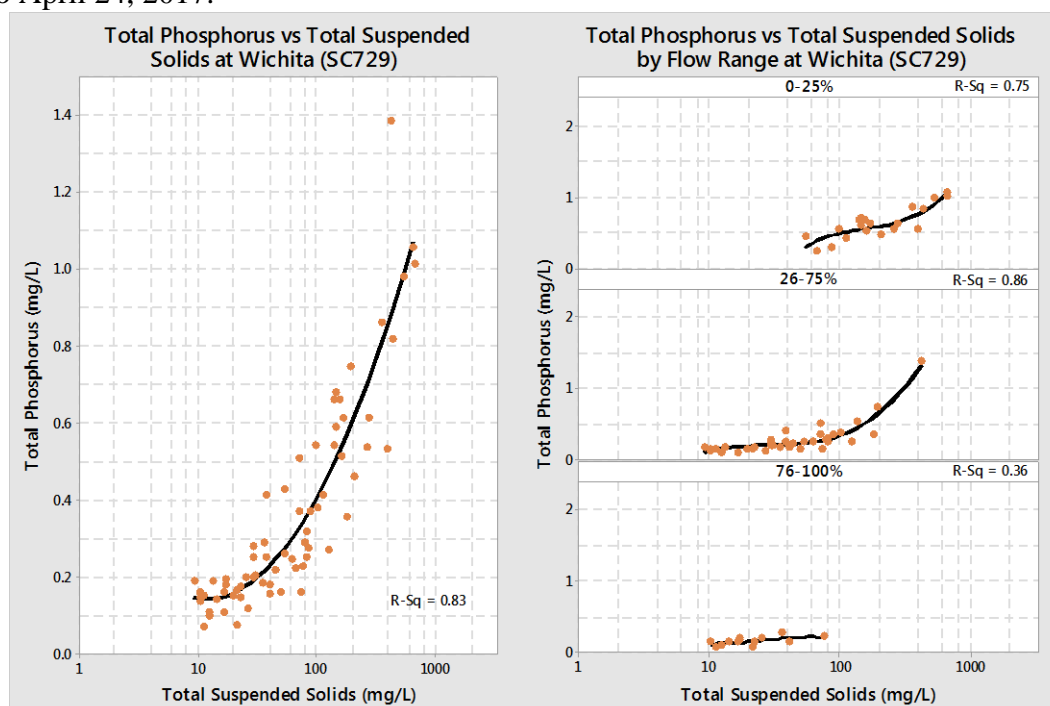 April 24, 2017.
Total Phosphorus vs Total Suspended
Solids at Wichita (SC729)
Total Phosphorus (mg/L)
1.4
1.2
1.0
0.8
0.6
0.4
0.2
0.0
R-Sq = 0.83
1 10 100 1000
Total Suspended Solids (mg/L)
Total Phosphorus vs Total Suspended Solids
by Flow Range at Wichita (SC729)
Total Phosphorus (mg/L)
0-25% R-Sq = 0.75
2
1
0
26-75% R-Sq = 0.86
2
1
0
76-100% R-Sq = 0.36
2
1
0
1 10 100 1000
Total Suspended Solids (mg/L)